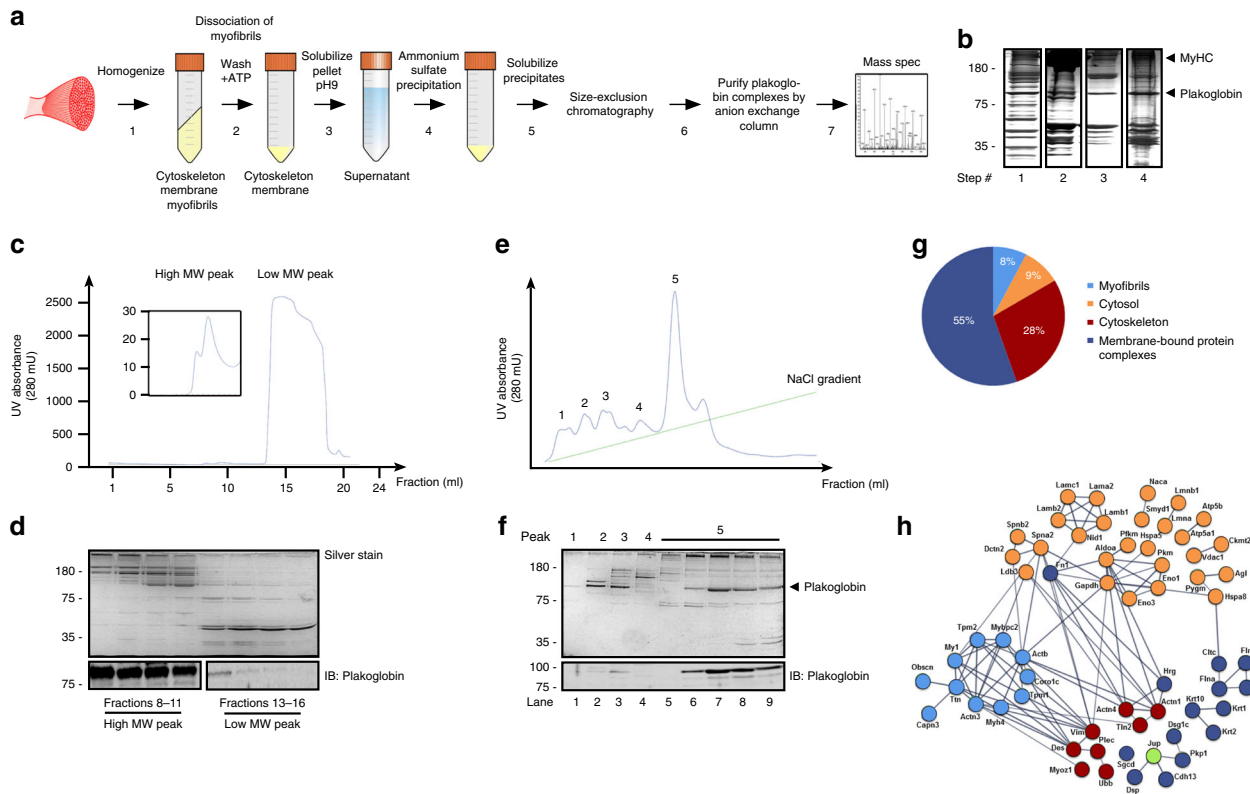 a
Dissociation of
myofibrils
Homogenize
Wash
+ATP
Solubilize
pellet
pH9
Ammonium
sulfate
precipitation
Solubilize
precipitates
Size-exclusion
chromatography
Purify plakoglo-
bin complexes by
anion exchange
column
Mass spec
1
2
3
4
5
6
7
Cytoskeleton
membrane
myofibrils
Cytoskeleton
membrane
Supernatant
b
180 -
75 -
35 -
MyHC
Plakoglobin
Step #
1 2 3 4
c
High MW peak
Low MW peak
UV absorbance
(280 mU)
2500
2000
1500
1000
500
0
30
20
10
0
1 5 10 15 20 24
Fraction (ml)
d
Silver stain
180 -
75 -
35 -
75 -
IB: Plakoglobin
Fractions 8–11
High MW peak
Fractions 13–16
Low MW peak
e
UV absorbance
(280 mU)
1
2
3
4
5
NaCl gradient
Fraction (ml)
f
Peak
1 2 3 4 5
180 -
75 -
35 -
Plakoglobin
100 -
75 -
IB: Plakoglobin
Lane
1 2 3 4 5 6 7 8 9
g
8%
9%
28%
55%
Myofibrils
Cytosol
Cytoskeleton
Membrane-bound protein
complexes
h
Lamc1
Lama2
Lamb2
Lamb1
Nid1
Naca
Smyd1
Lmnb1
Lmna
Atp5b
Atp5a1
Ckmt2
Vdac1
Spnb2
Spna2
Dctn2
Ldb3
Fn1
Pfkm
Hspa5
Aldoa
Pkm
Gapdh
Eno1
Eno3
Agl
Pygm
Hspa8
Tpm2
Mybpc2
My1
Actb
Obscn
Coro1c
Tpm1
Ttn
Actn3
Myh4
Capn3
Hrg
Actn4
Actn1
Tln2
Vim
Des
Plec
Myoz1
Ubb
Cltc
Flna
Krt10
Krt1
Krt2
Dsg1c
Jup
Pkp1
Sgcd
Dsp
Cdh13